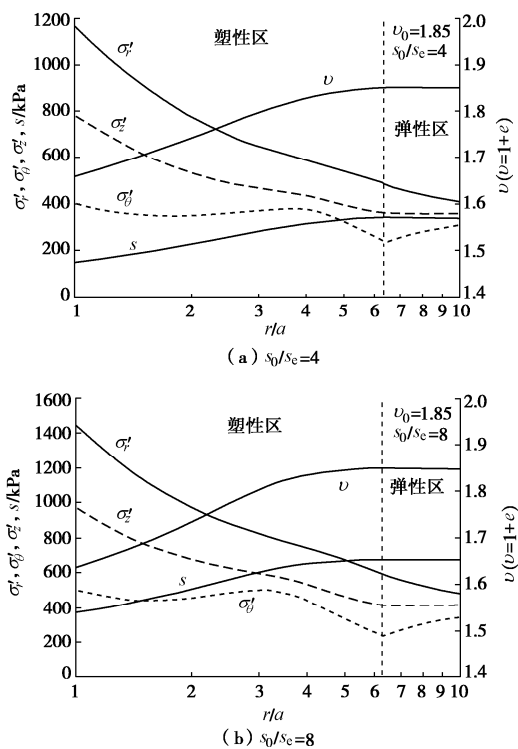 1200
1000
800
600
400
200
0
σ′r, σ′θ, σ′z, s/kPa
σ′r
σ′z
σ′θ
s
υ
塑性区
υ0=1.85
s0/se=4
弹性区
2.0
1.9
1.8
1.7
1.6
1.5
1.4
υ(υ=1+e)
1 2 3 4 5 6 7 8 9 10
r/a
（a）s0/se=4
1600
1400
1200
1000
800
600
400
200
0
σ′r, σ′θ, σ′z, s/kPa
σ′r
σ′z
s
σ′θ
υ
塑性区
υ0=1.85
s0/se=8
弹性区
2.0
1.9
1.8
1.7
1.6
1.5
1.4
υ(υ=1+e)
1 2 3 4 5 6 7 8 9 10
r/a
（b）s0/se=8